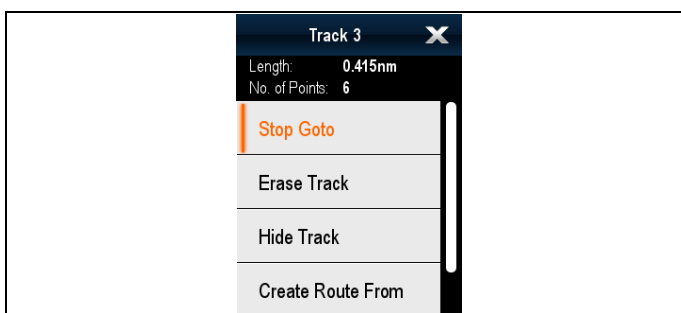 Track 3
Length: 0.415nm
No. of Points: 6
Stop Goto
Erase Track
Hide Track
Create Route From